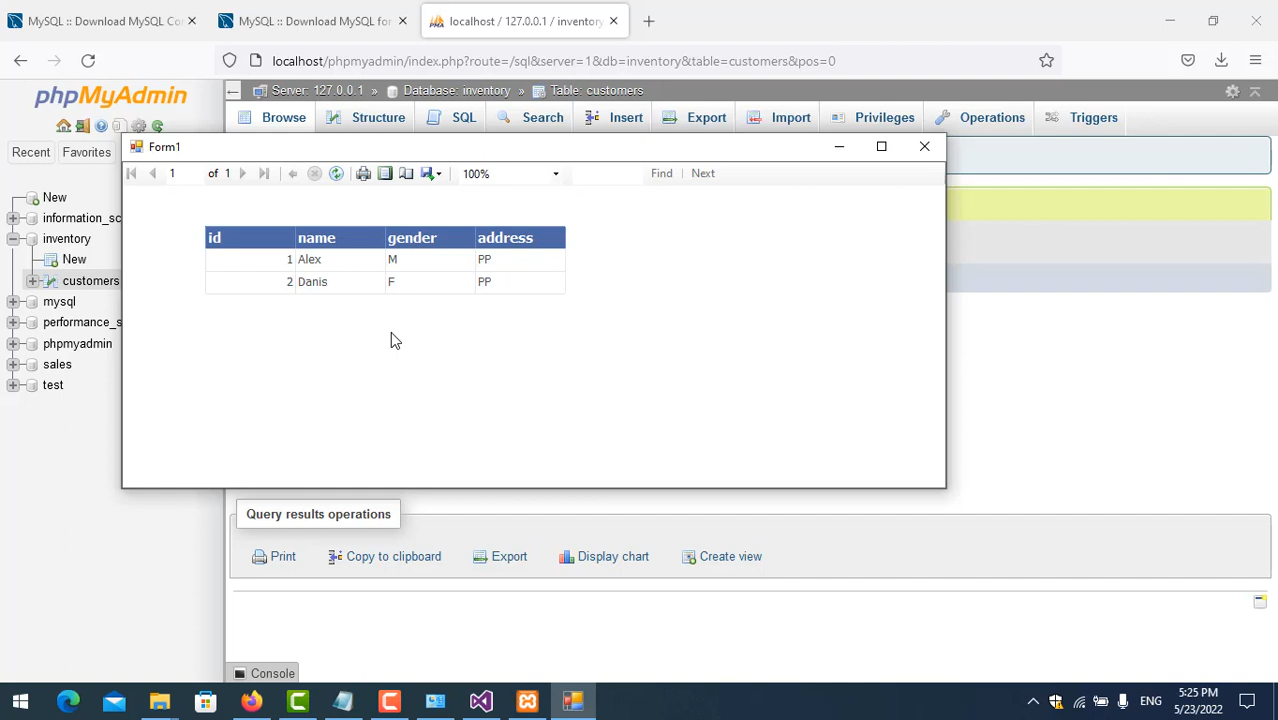 MySQL :: Download MySQL Co
MySQL :: Download MySQL for
localhost / 127.0.0.1 / inventory
localhost/phpmyadmin/index.php?route=/sql&server=1&db=inventory&table=customers&pos=0
phpMyAdmin
Server: 127.0.0.1 » Database: inventory » Table: customers
Browse Structure SQL Search Insert Export Import Privileges Operations Triggers
Recent Favorites
New
information_sc
inventory
New
customers
mysql
performance_s
phpmyadmin
sales
test
Form1
1 of 1 100% Find Next
id name gender address
1 Alex M PP
2 Danis F PP
Query results operations
Print Copy to clipboard Export Display chart Create view
Console
ENG
5:25 PM
5/23/2022